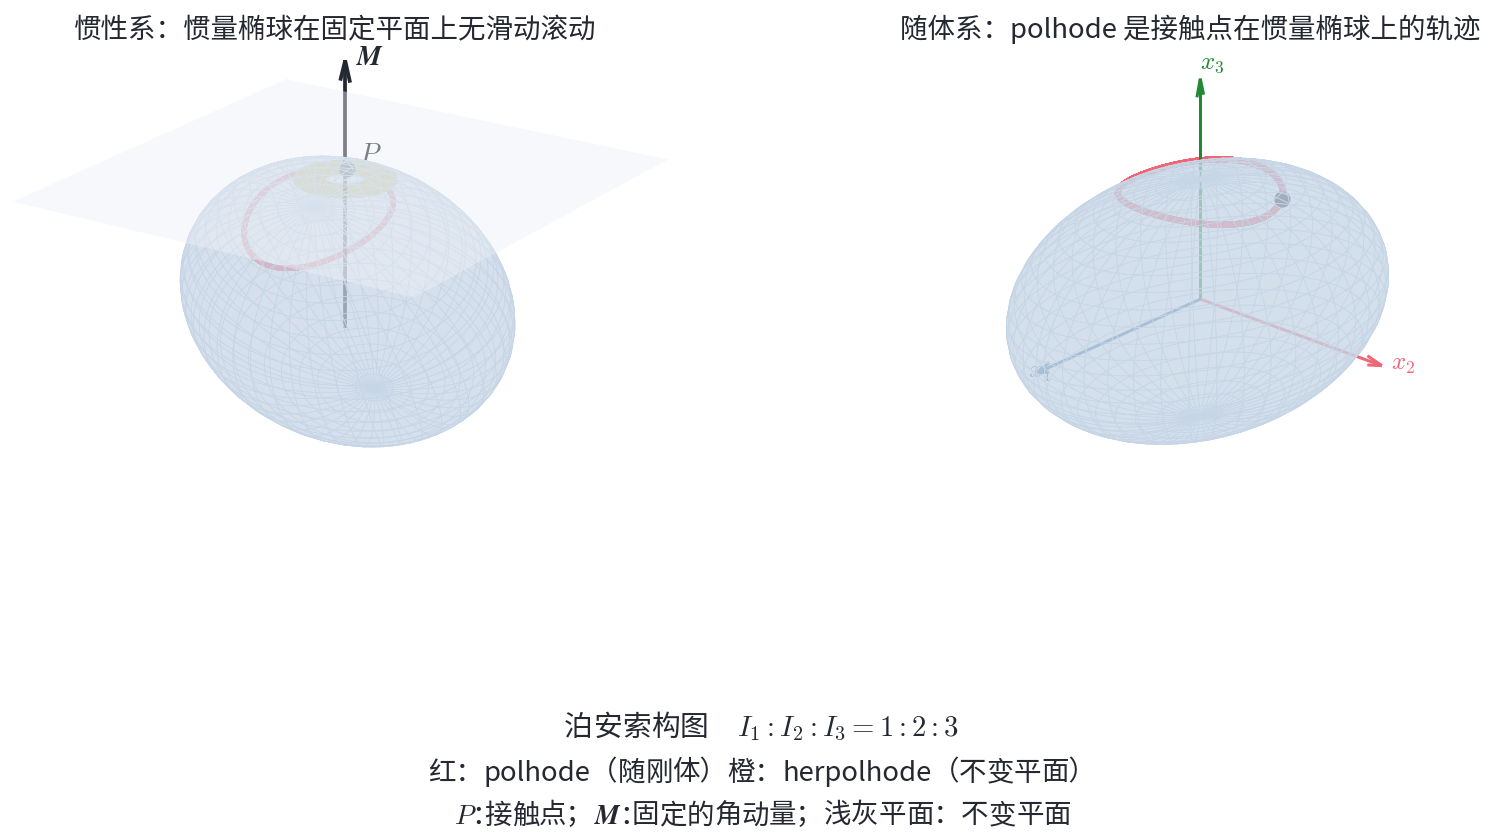 惯性系：惯量椭球在固定平面上无滑动滚动
随体系：polhode 是接触点在惯量椭球上的轨迹
M
P
x₃
x₁
x₂
泊安索构图 I₁ : I₂ : I₃ = 1 : 2 : 3
红：polhode（随刚体）橙：herpolhode（不变平面）
P:接触点；M:固定的角动量；浅灰平面：不变平面